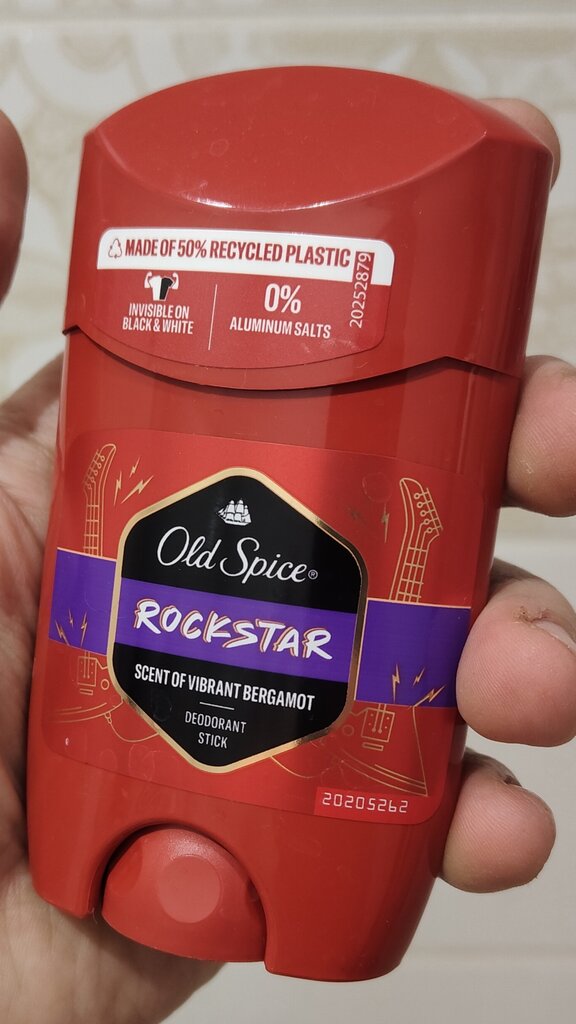 MADE OF 50% RECYCLED PLASTIC
INVISIBLE ON
BLACK & WHITE
0%
ALUMINUM SALTS
20252879
Old Spice®
ROCKSTAR
SCENT OF VIBRANT BERGAMOT
DEODORANT
STICK
20205262